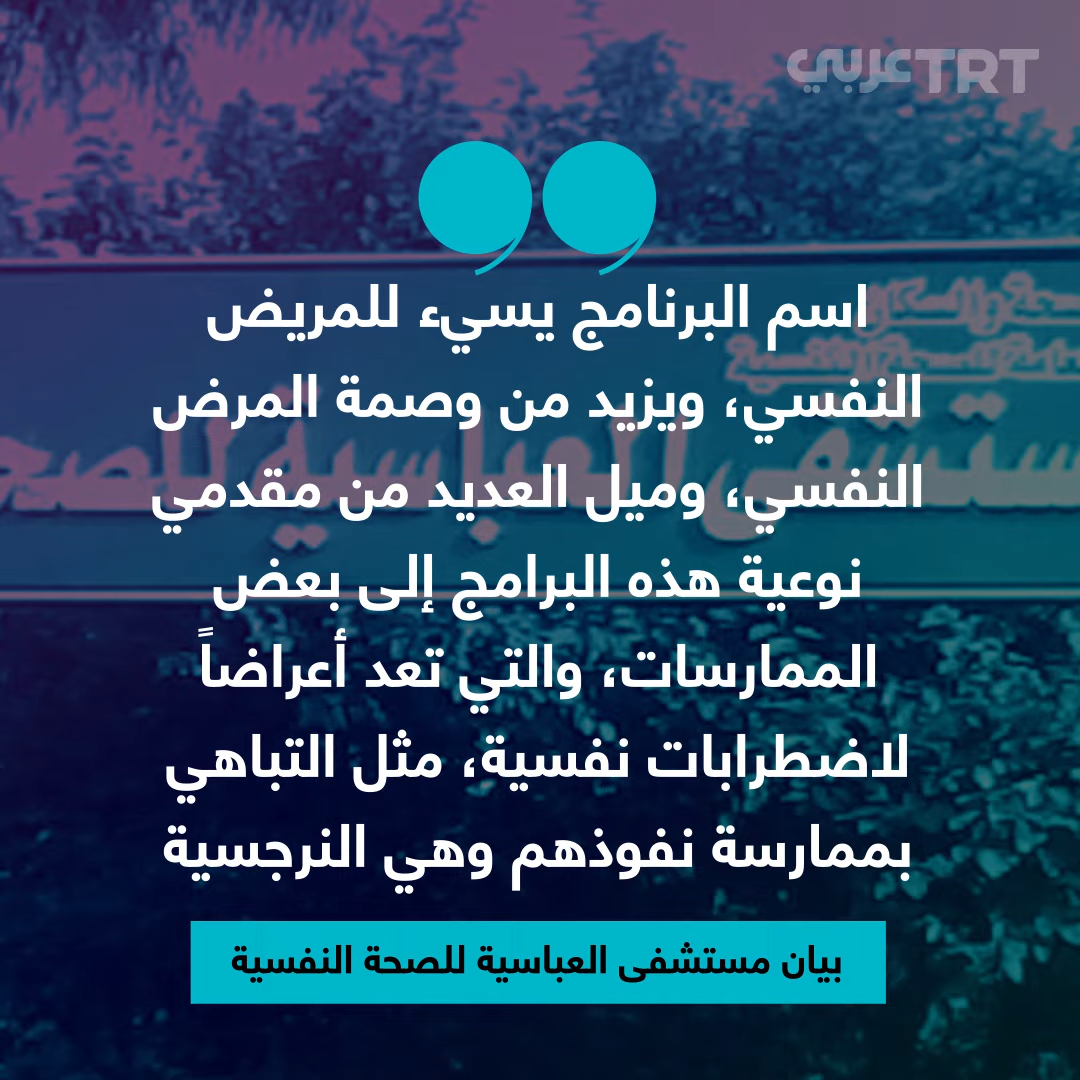 TRT عربي
اسم البرنامج يسيء للمريض
النفسي، ويزيد من وصمة المرض
النفسي، وميل العديد من مقدمي
نوعية هذه البرامج إلى بعض
الممارسات، والتي تعد أعراضاً
لاضطرابات نفسية، مثل التباهي
بممارسة نفوذهم وهي النرجسية
بيان مستشفى العباسية للصحة النفسية